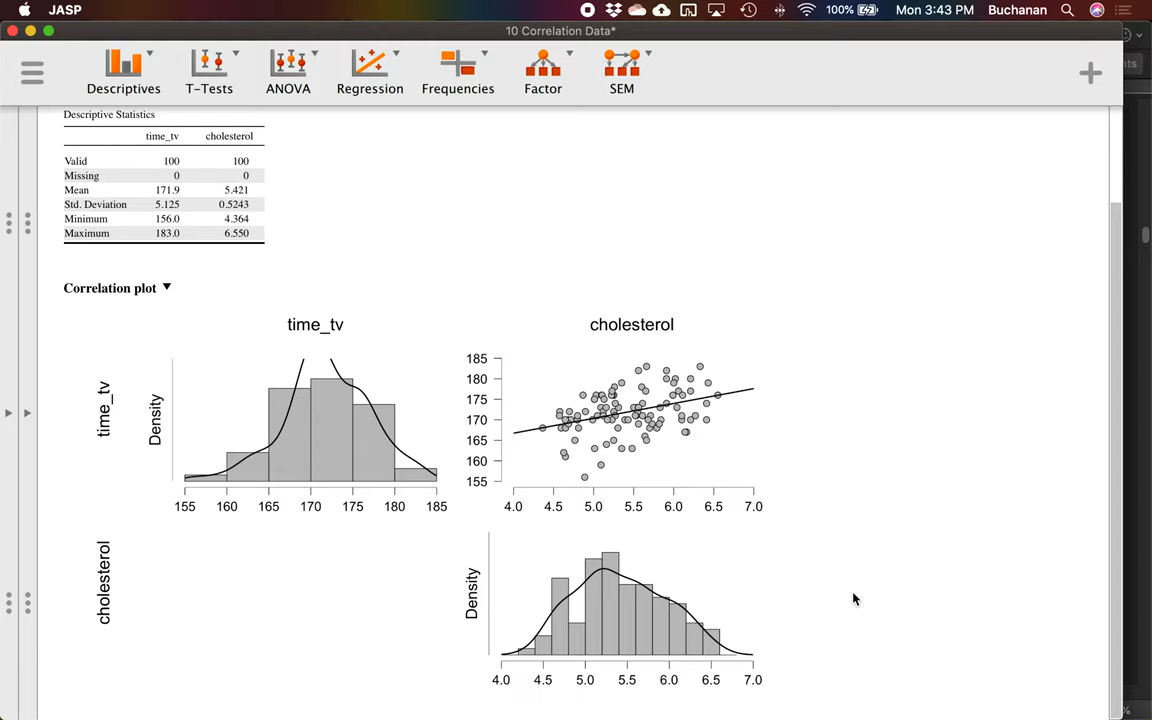 JASP 100% Mon 3:43 PM Buchanan
10 Correlation Data*
Descriptives T-Tests ANOVA Regression Frequencies Factor SEM
Descriptive Statistics
time_tv cholesterol
Valid 100 100
Missing 0 0
Mean 171.9 5.421
Std. Deviation 5.125 0.5243
Minimum 156.0 4.364
Maximum 183.0 6.550
Correlation plot
time_tv cholesterol
time_tv
Density
155 160 165 170 175 180 185
185
180
175
170
165
160
155
4.0 4.5 5.0 5.5 6.0 6.5 7.0
cholesterol
Density
4.0 4.5 5.0 5.5 6.0 6.5 7.0